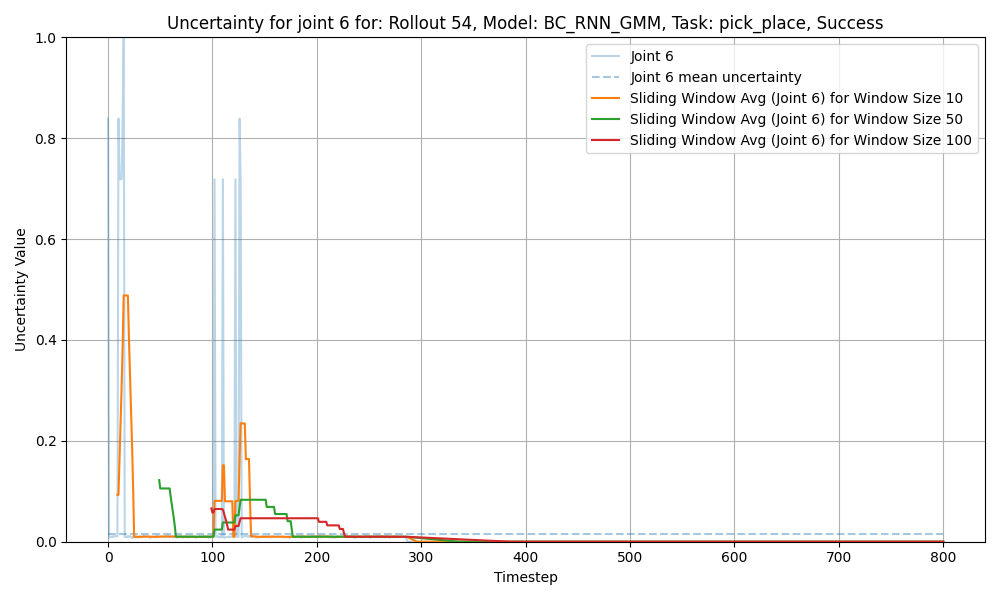 Uncertainty for joint 6 for: Rollout 54, Model: BC_RNN_GMM, Task: pick_place, Success
Joint 6
Joint 6 mean uncertainty
Sliding Window Avg (Joint 6) for Window Size 10
Sliding Window Avg (Joint 6) for Window Size 50
Sliding Window Avg (Joint 6) for Window Size 100
Uncertainty Value
1.0
0.8
0.6
0.4
0.2
0.0
0 100 200 300 400 500 600 700 800
Timestep